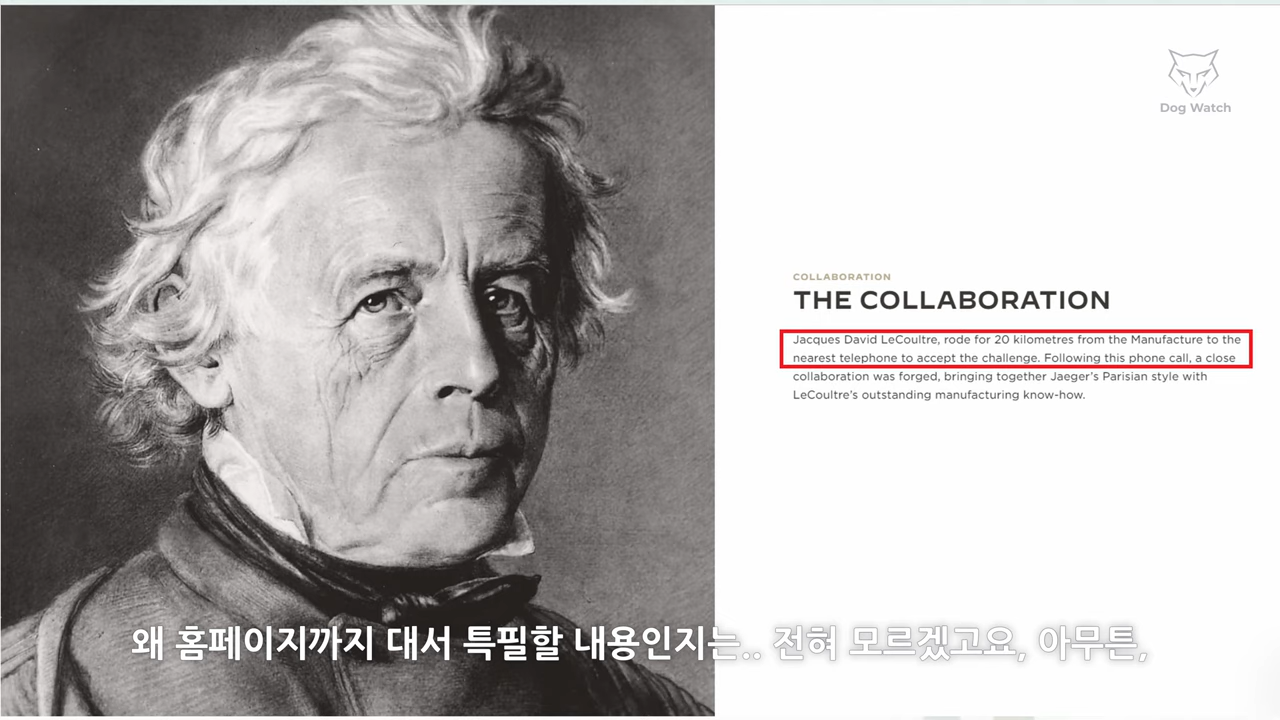 Dog Watch
COLLABORATION
THE COLLABORATION
Jacques David LeCoultre, rode for 20 kilometres from the Manufacture to the
nearest telephone to accept the challenge. Following this phone call, a close
collaboration was forged, bringing together Jaeger's Parisian style with
LeCoultre's outstanding manufacturing know-how.
왜 홈페이지까지 대서 특필할 내용인지는.. 전혀 모르겠고요, 아무튼,